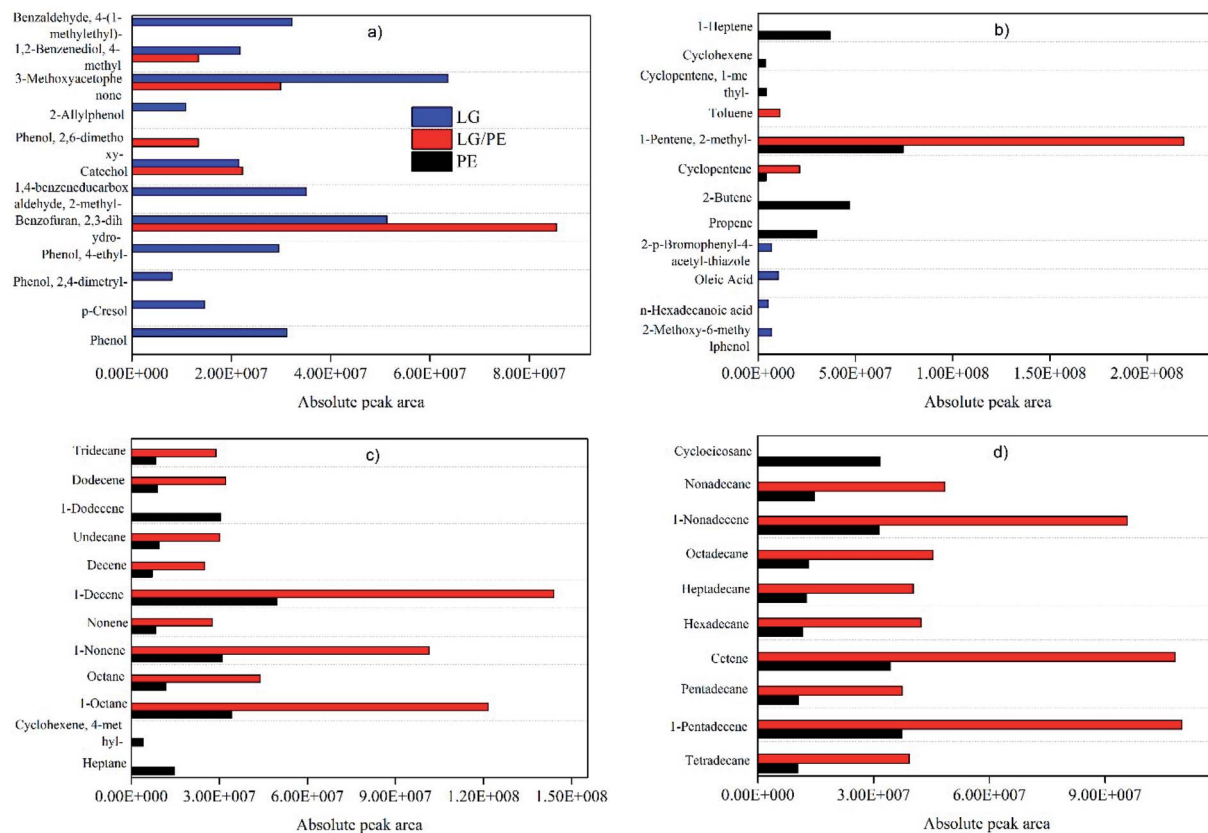 a)
Benzaldehyde, 4-(1-
methylethyl)-
1,2-Benzenediol, 4-
methyl
3-Methoxyacetophe
none
2-Allylphenol
Phenol, 2,6-dimetho
xy-
Catechol
1,4-benzeneducarbox
aldehyde, 2-methyl-
Benzofuran, 2,3-dih
ydro-
Phenol, 4-ethyl-
Phenol, 2,4-dimetryl-
p-Cresol
Phenol
LG
LG/PE
PE
0.00E+000 2.00E+007 4.00E+007 6.00E+007 8.00E+007
Absolute peak area
b)
1-Heptene
Cyclohexene
Cyclopentene, 1-me
thyl-
Toluene
1-Pentene, 2-methyl-
Cyclopentene
2-Butene
Propene
2-p-Bromophenyl-4-
acetyl-thiazole
Oleic Acid
n-Hexadecanoic acid
2-Methoxy-6-methy
lphenol
0.00E+000 5.00E+007 1.00E+008 1.50E+008 2.00E+008
Absolute peak area
c)
Tridecane
Dodecene
1-Dodecene
Undecane
Decene
1-Decene
Nonene
1-Nonene
Octane
1-Octane
Cyclohexene, 4-met
hyl-
Heptane
0.00E+000 4.00E+007 8.00E+007 1.20E+008 1.60E+008
Absolute peak area
d)
Cyclocicosane
Nonadecane
1-Nonadecene
Octadecane
Heptadecane
Hexadecane
Cetene
Pentadecane
1-Pentadecene
Tetradecane
0.00E+000 3.00E+007 6.00E+007 9.00E+007
Absolute peak area